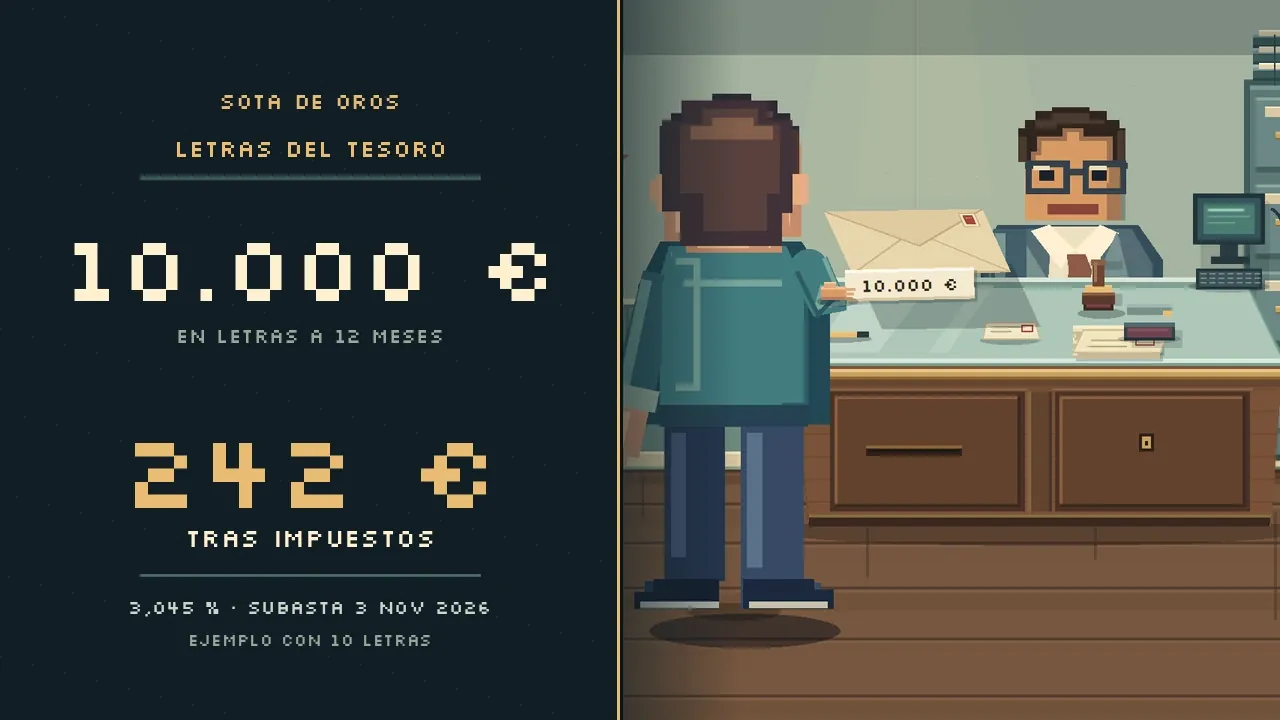 SOTA DE OROS
LETRAS DEL TESORO
10.000 €
EN LETRAS A 12 MESES
242 €
TRAS IMPUESTOS
3,045 % · SUBASTA 3 NOV 2026
EJEMPLO CON 10 LETRAS
10.000 €